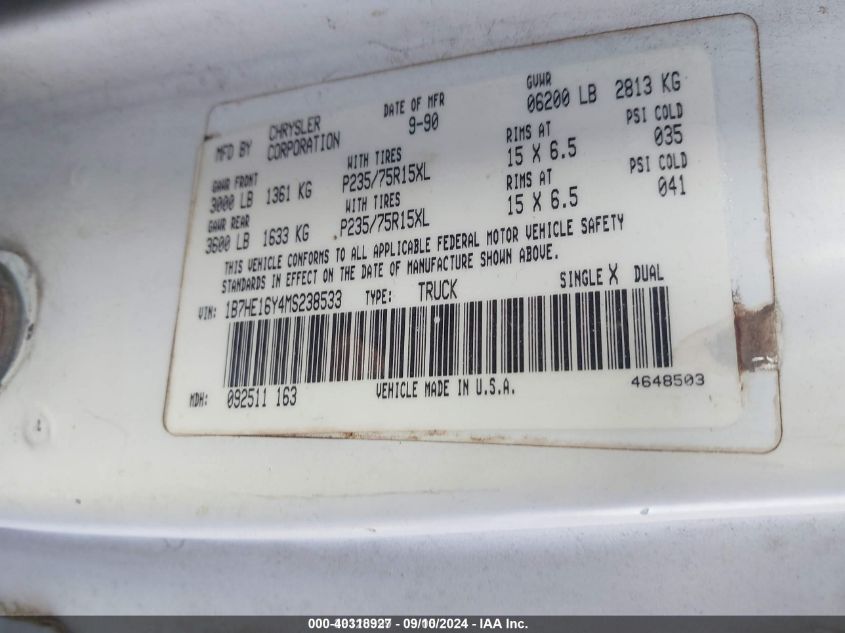 MFD BY CHRYSLER CORPORATION DATE OF MFR 9-90 GVWR 06200 LB 2813 KG
GAWR FRONT 3000 LB 1361 KG WITH TIRES P235/75R15XL RIMS AT 15 X 6.5 PSI COLD 035
GAWR REAR 3600 LB 1633 KG WITH TIRES P235/75R15XL RIMS AT 15 X 6.5 PSI COLD 041
THIS VEHICLE CONFORMS TO ALL APPLICABLE FEDERAL MOTOR VEHICLE SAFETY
STANDARDS IN EFFECT ON THE DATE OF MANUFACTURE SHOWN ABOVE.
VIN: 1B7HE16Y4MS238533 TYPE: TRUCK SINGLE X DUAL
MDH: 092511 163 VEHICLE MADE IN U.S.A. 4648503
000-40318927 - 09/10/2024 - IAA Inc.